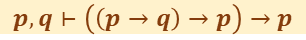 p, q ⊢ ((p → q) → p) → p